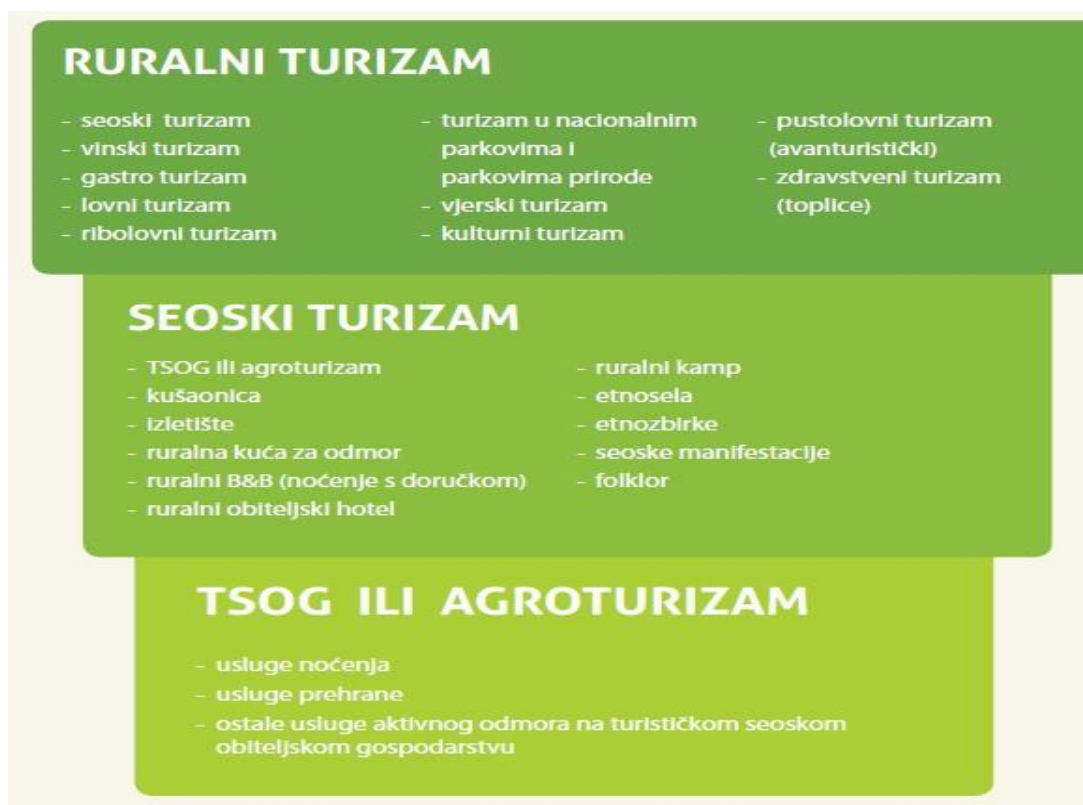 RURALNI TURIZAM
- seoski turizam
- vinski turizam
- gastro turizam
- lovni turizam
- ribolovni turizam
- turizam u nacionalnim
parkovima i
parkovima prirode
- vjerski turizam
- kulturni turizam
- pustolovni turizam
(avanturistički)
- zdravstveni turizam
(toplice)
SEOSKI TURIZAM
- TSOG ili agroturizam
- kušaonica
- izletište
- ruralna kuća za odmor
- ruralni B&B (noćenje s doručkom)
- ruralni obiteljski hotel
- ruralni kamp
- etnosela
- etnozbirke
- seoske manifestacije
- folklor
TSOG ILI AGROTURIZAM
- usluge noćenja
- usluge prehrane
- ostale usluge aktivnog odmora na turističkom seoskom
obiteljskom gospodarstvu